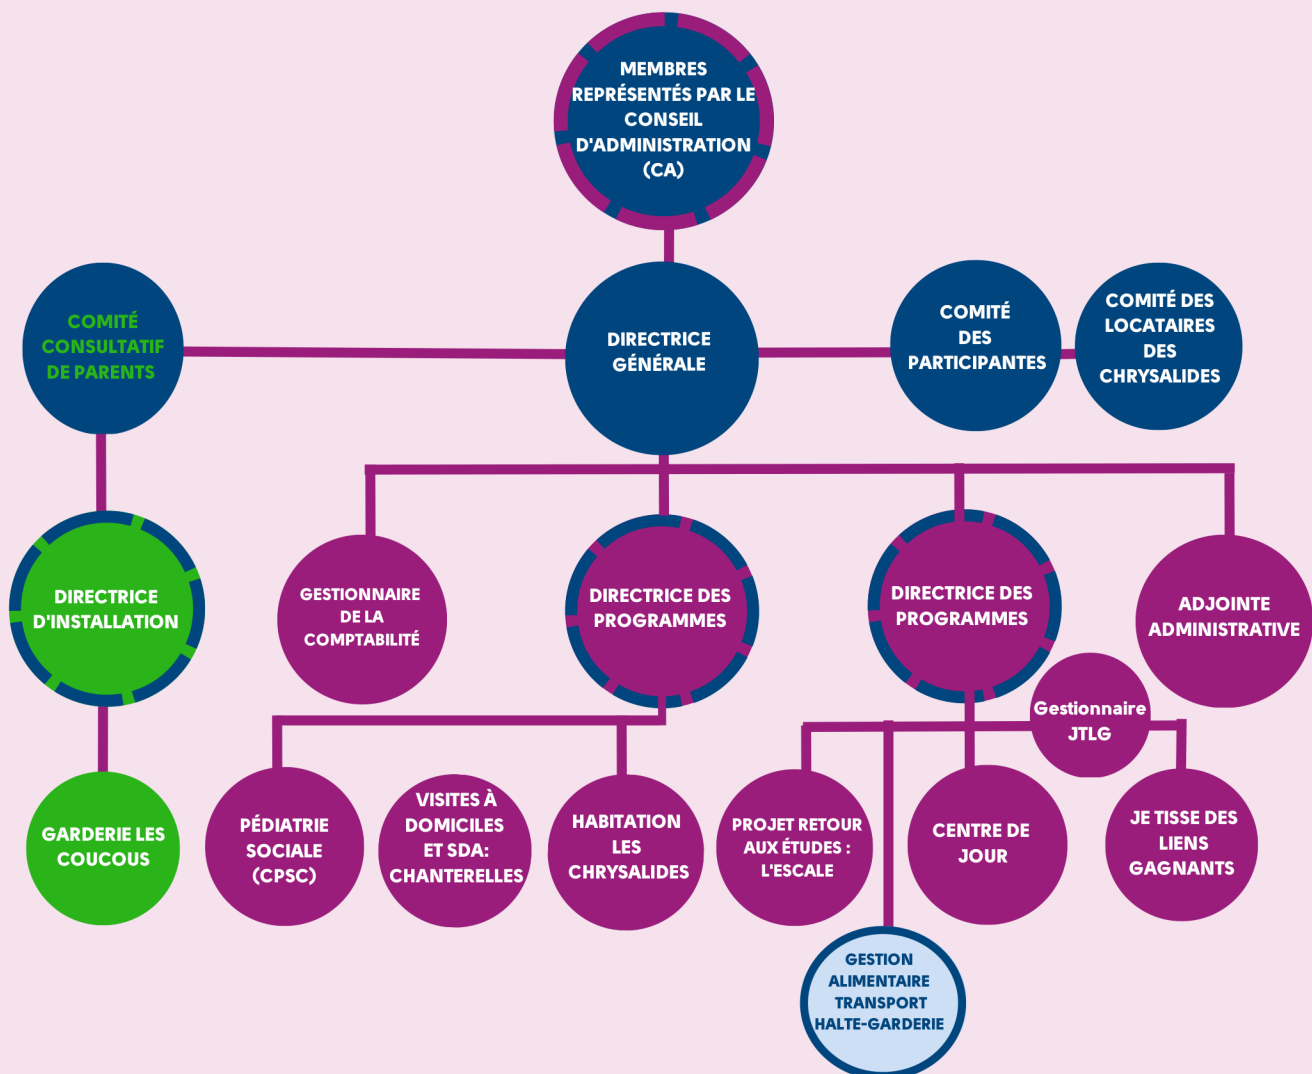 MEMBRES
REPRÉSENTÉS PAR LE
CONSEIL
D'ADMINISTRATION
(CA)
COMITÉ
CONSULTATIF
DE PARENTS
DIRECTRICE
GÉNÉRALE
COMITÉ
DES
PARTICIPANTES
COMITÉ DES
LOCATAIRES
DES
CHRYSALIDES
DIRECTRICE
D'INSTALLATION
GESTIONNAIRE
DE LA
COMPTABILITÉ
DIRECTRICE DES
PROGRAMMES
DIRECTRICE DES
PROGRAMMES
ADJOINTE
ADMINISTRATIVE
Gestionnaire
JTLG
GARDERIE LES
COUCOUS
PÉDIATRIE
SOCIALE
(CPSC)
VISITES À
DOMICILES
ET SDA:
CHANTERELLES
HABITATION
LES
CHRYSALIDES
PROJET RETOUR
AUX ÉTUDES :
L'ESCALE
CENTRE DE
JOUR
JE TISSE DES
LIENS
GAGNANTS
GESTION
ALIMENTAIRE
TRANSPORT
HALTE-GARDERIE